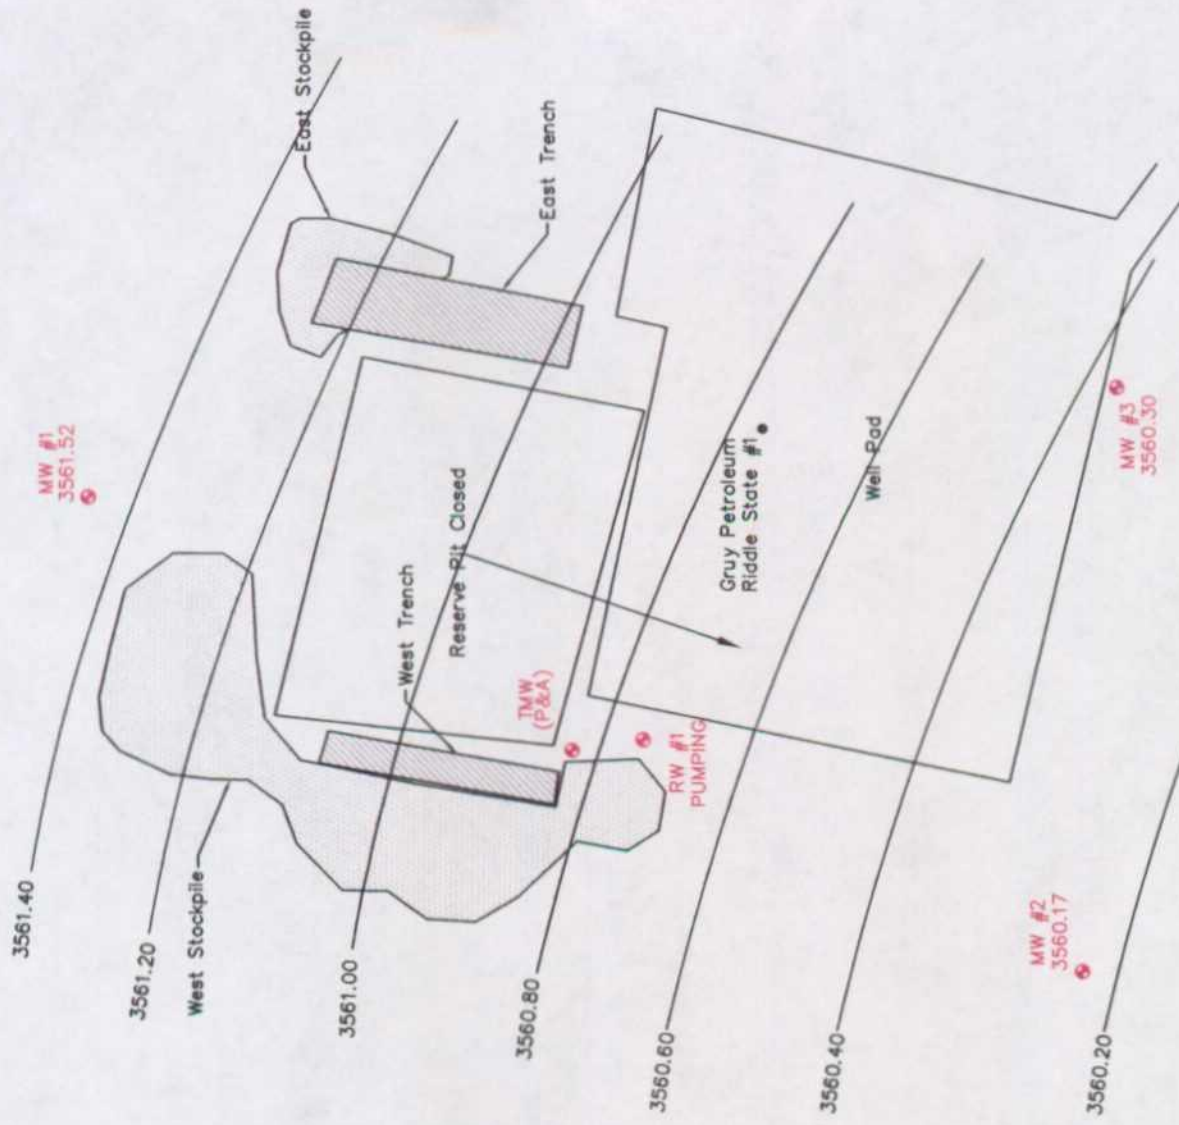 East Stockpile
MW #1
3561.52
East Trench
3561.40
Reserve Pit Closed
West Trench
3561.20
West Stockpile
TMW
(P&A)
Gruy Petroleum
Riddle State #1
Well Pad
3561.00
RW #1
PUMPING
MW #3
3560.30
3560.80
MW #2
3560.17
3560.60
3560.40
3560.20